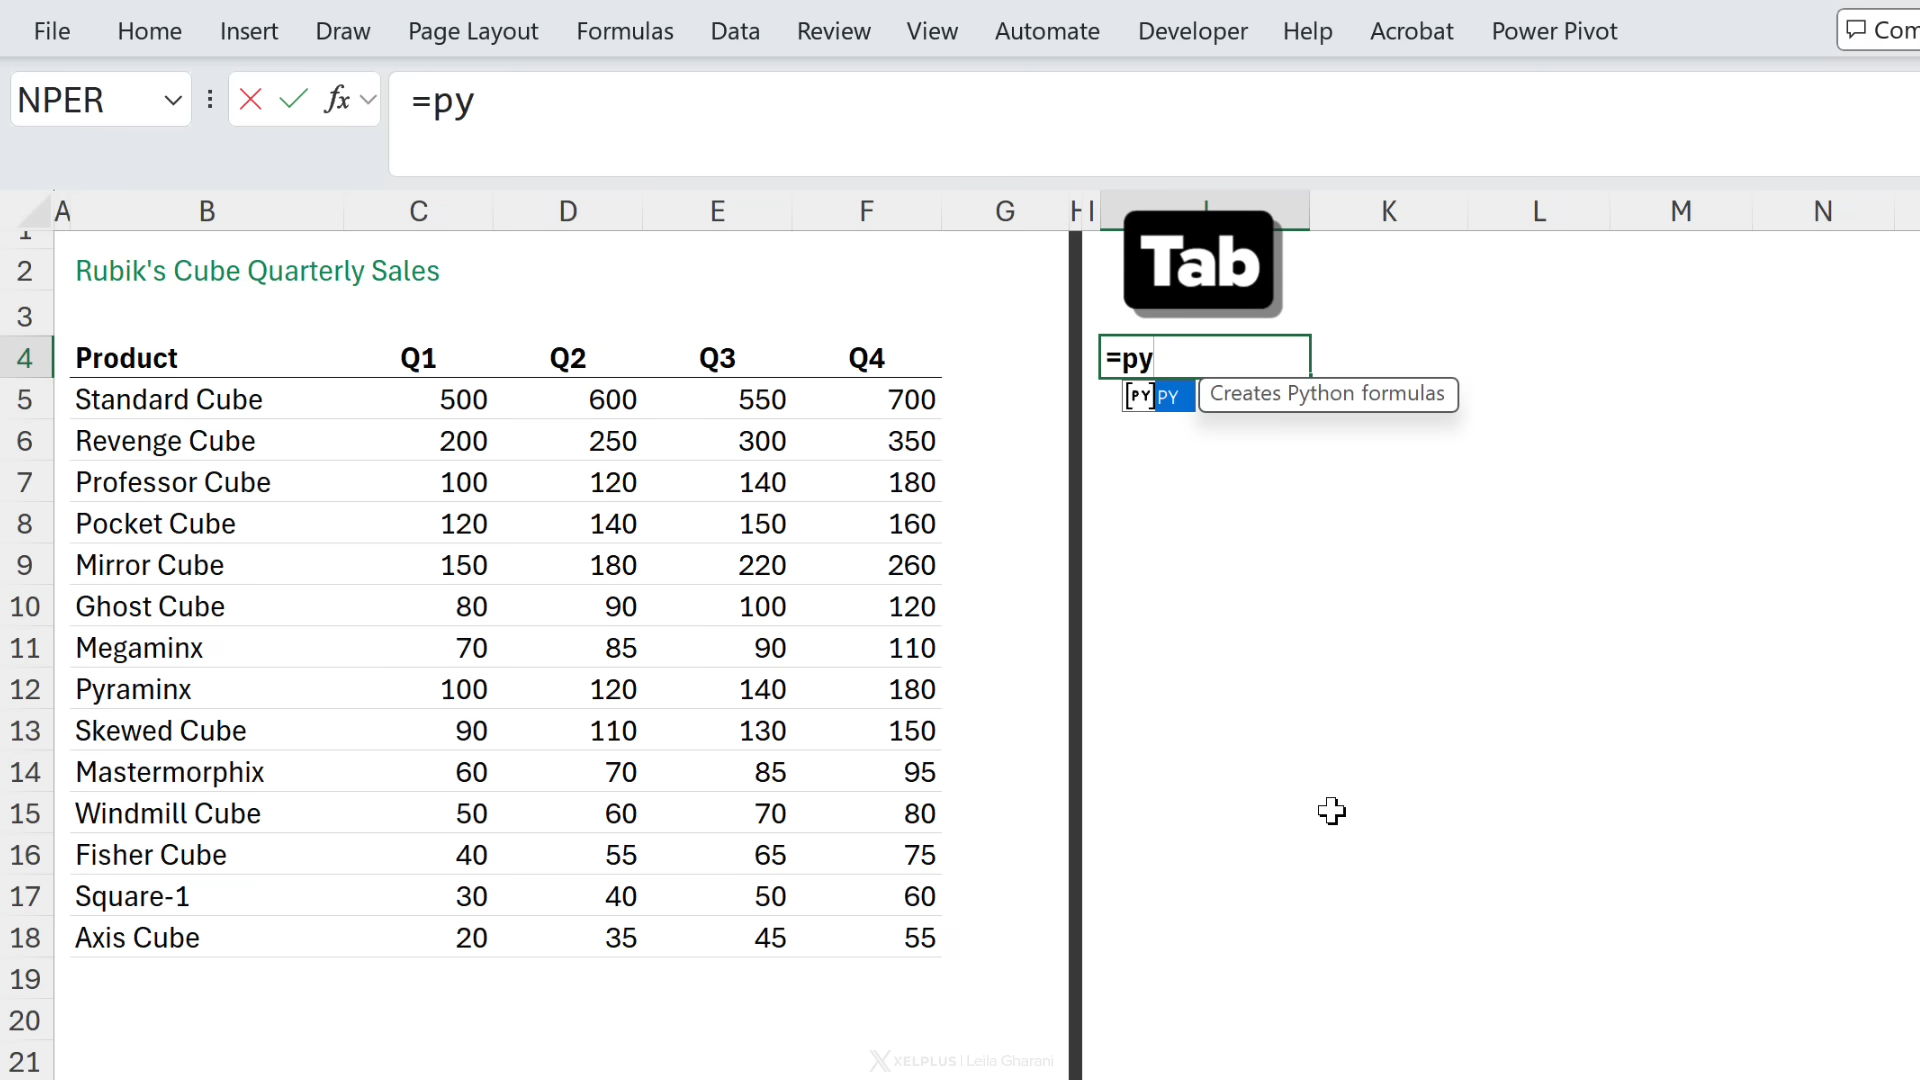 File Home Insert Draw Page Layout Formulas Data Review View Automate Developer Help Acrobat Power Pivot Com
NPER fx =py
A B C D E F G H I J K L M N
1
2 Rubik's Cube Quarterly Sales
Tab
3
4 Product Q1 Q2 Q3 Q4 =py
[PY] PY Creates Python formulas
5 Standard Cube 500 600 550 700
6 Revenge Cube 200 250 300 350
7 Professor Cube 100 120 140 180
8 Pocket Cube 120 140 150 160
9 Mirror Cube 150 180 220 260
10 Ghost Cube 80 90 100 120
11 Megaminx 70 85 90 110
12 Pyraminx 100 120 140 180
13 Skewed Cube 90 110 130 150
14 Mastermorphix 60 70 85 95
15 Windmill Cube 50 60 70 80
16 Fisher Cube 40 55 65 75
17 Square-1 30 40 50 60
18 Axis Cube 20 35 45 55
19
20
21
XELPLUS | Leila Gharani